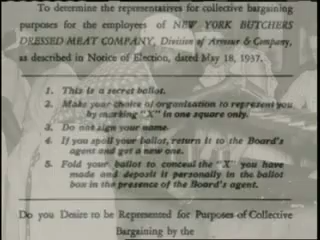 To determine the representatives for collective bargaining
purposes for the employees of NEW YORK BUTCHERS
DRESSED MEAT COMPANY, Division of Armour & Company,
as described in Notice of Election, dated May 18, 1937.
1. This is a secret ballot.
2. Make your choice of organization to represent you
by marking "X" in one square only.
3. Do not sign your name.
4. If you spoil your ballot, return it to the Board's
agent and get a new one.
5. Fold your ballot to conceal the "X" you have
made and deposit it personally in the ballot
box in the presence of the Board's agent.
Do you Desire to be Represented for Purposes of Collective
Bargaining by the